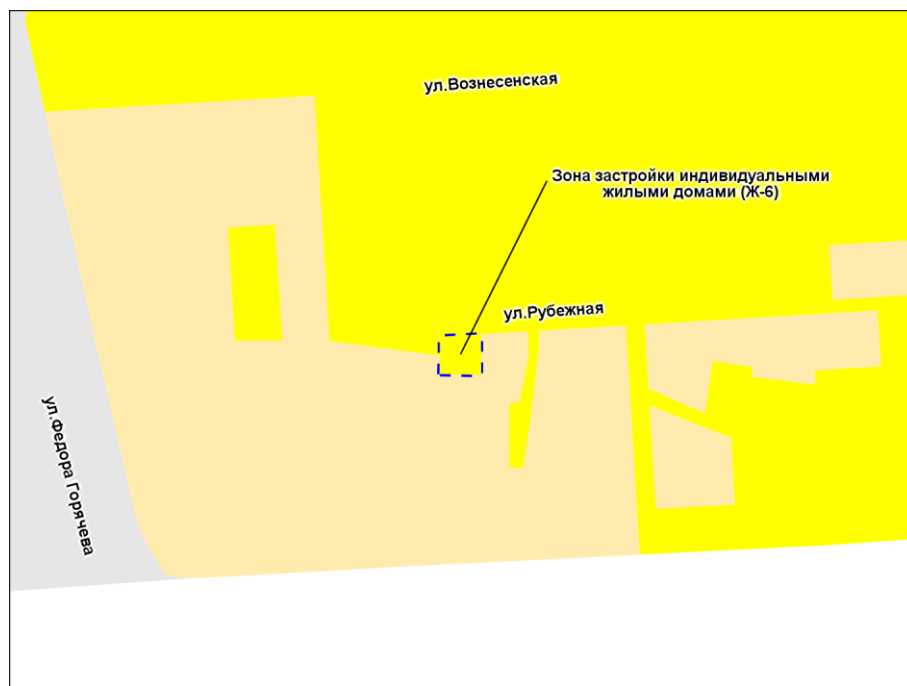 ул.Вознесенская
Зона застройки индивидуальными
жилыми домами (Ж-6)
ул.Рубежная
ул.Федора Горячева